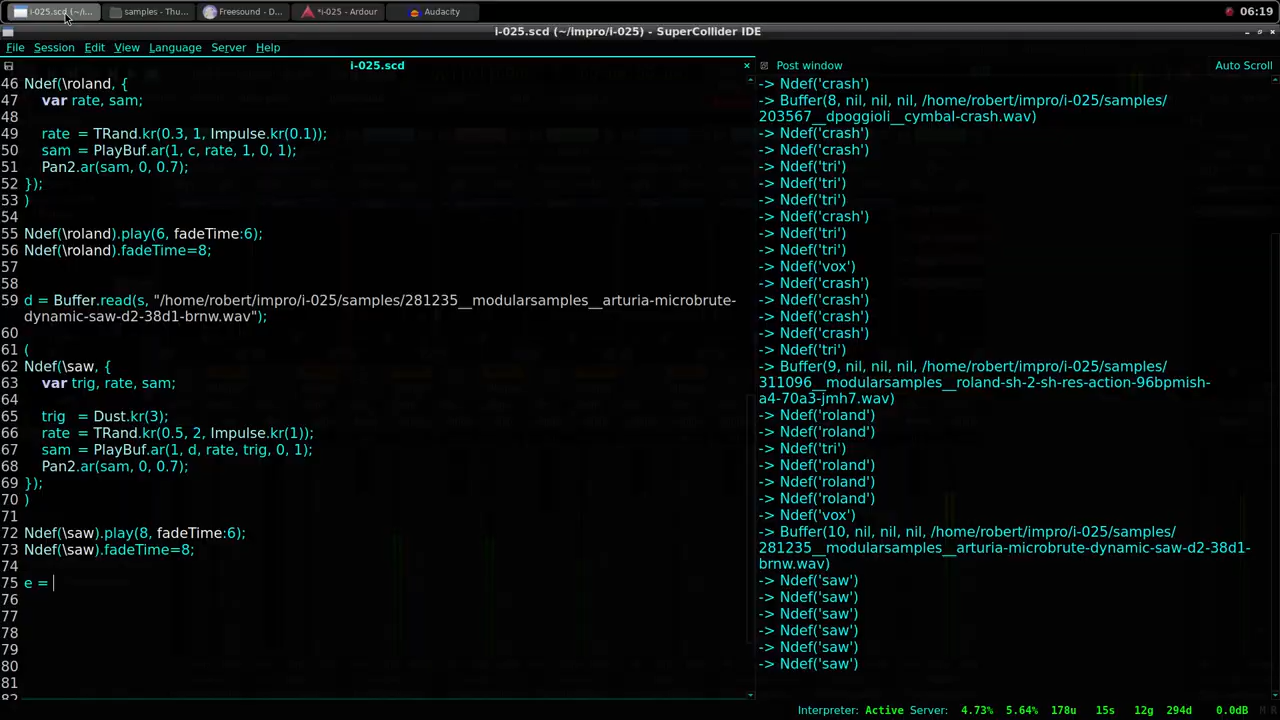 i-025.scd (~/i...
samples - Thu...
Freesound - D...
*i-025 - Ardour
Audacity
06:19
i-025.scd (~/impro/i-025) - SuperCollider IDE
File Session Edit View Language Server Help
i-025.scd
46 Ndef(\roland, {
47 var rate, sam;
48
49 rate = TRand.kr(0.3, 1, Impulse.kr(0.1));
50 sam = PlayBuf.ar(1, c, rate, 1, 0, 1);
51 Pan2.ar(sam, 0, 0.7);
52 });
53 )
54
55 Ndef(\roland).play(6, fadeTime:6);
56 Ndef(\roland).fadeTime=8;
57
58
59 d = Buffer.read(s, "/home/robert/impro/i-025/samples/281235__modularsamples__arturia-microbrute-
dynamic-saw-d2-38d1-brnw.wav");
60
61 (
62 Ndef(\saw, {
63 var trig, rate, sam;
64
65 trig = Dust.kr(3);
66 rate = TRand.kr(0.5, 2, Impulse.kr(1));
67 sam = PlayBuf.ar(1, d, rate, trig, 0, 1);
68 Pan2.ar(sam, 0, 0.7);
69 });
70 )
71
72 Ndef(\saw).play(8, fadeTime:6);
73 Ndef(\saw).fadeTime=8;
74
75 e =
76
77
78
79
80
81
82
Post window
Auto Scroll
-> Ndef('crash')
-> Buffer(8, nil, nil, nil, /home/robert/impro/i-025/samples/
203567__dpoggioli__cymbal-crash.wav)
-> Ndef('crash')
-> Ndef('crash')
-> Ndef('tri')
-> Ndef('tri')
-> Ndef('tri')
-> Ndef('crash')
-> Ndef('tri')
-> Ndef('tri')
-> Ndef('vox')
-> Ndef('crash')
-> Ndef('crash')
-> Ndef('crash')
-> Ndef('crash')
-> Ndef('tri')
-> Buffer(9, nil, nil, nil, /home/robert/impro/i-025/samples/
311096__modularsamples__roland-sh-2-sh-res-action-96bpmish-
a4-70a3-jmh7.wav)
-> Ndef('roland')
-> Ndef('roland')
-> Ndef('tri')
-> Ndef('roland')
-> Ndef('roland')
-> Ndef('roland')
-> Ndef('vox')
-> Buffer(10, nil, nil, nil, /home/robert/impro/i-025/samples/
281235__modularsamples__arturia-microbrute-dynamic-saw-d2-38d1-
brnw.wav)
-> Ndef('saw')
-> Ndef('saw')
-> Ndef('saw')
-> Ndef('saw')
-> Ndef('saw')
-> Ndef('saw')
Interpreter: Active Server: 4.73% 5.64% 178u 15s 12g 294d 0.0dB M R